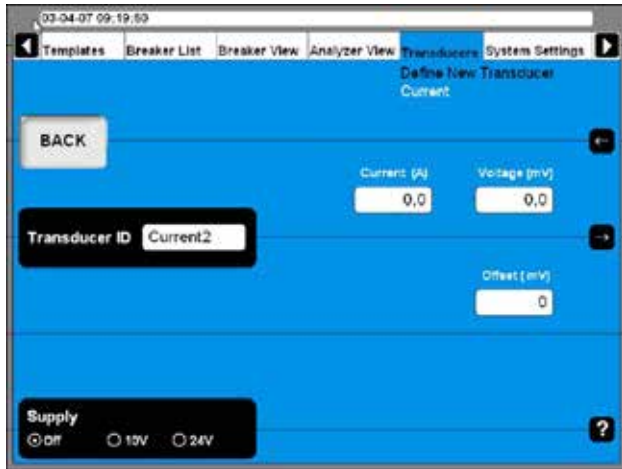 03-04-07 09:19:50
Templates Breaker List Breaker View Analyzer View Transducers System Settings
Define New Transducer
Current
BACK
←
Current (A) Voltage (mV)
0,0 0,0
Transducer ID Current2
→
Offset (mV)
0
Supply
Off 10V 24V
?